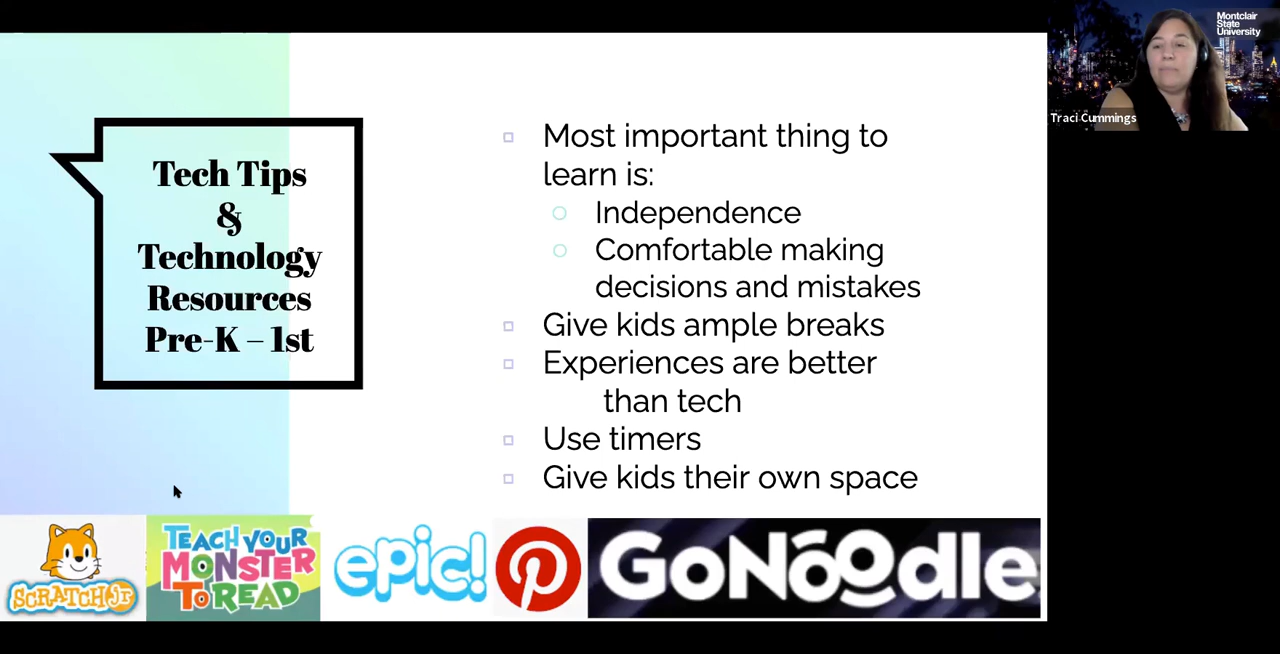 Tech Tips
&
Technology
Resources
Pre-K – 1st
Most important thing to
learn is:
Independence
Comfortable making
decisions and mistakes
Give kids ample breaks
Experiences are better
than tech
Use timers
Give kids their own space
SCRATCHJr
TEACH YOUR
MONSTER
TO READ
epic!
GoNoodle
Montclair
State
University
Traci Cummings